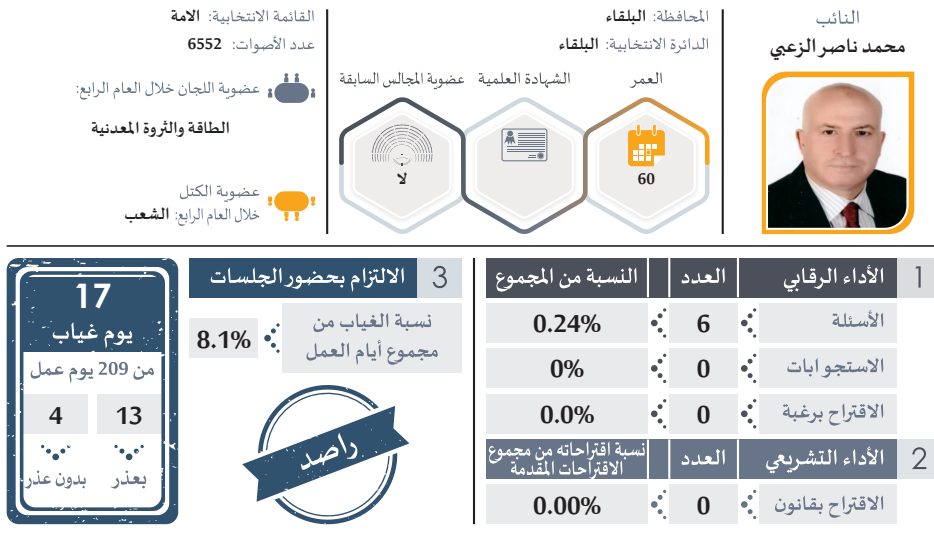 النائب
محمد ناصر الزعبي
المحافظة: البلقاء
الدائرة الانتخابية: البلقاء
العمر
60
الشهادة العلمية
عضوية المجالس السابقة
لا
القائمة الانتخابية: الامة
عدد الأصوات: 6552
عضوية اللجان خلال العام الرابع:
الطاقة والثروة المعدنية
عضوية الكتل
خلال العام الرابع: الشعب
1 الأداء الرقابي العدد النسبة من المجموع
الأسئلة 6 0.24%
الاستجوابات 0 0%
الاقتراح برغبة 0 0.0%
2 الأداء التشريعي العدد نسبة اقتراحاته من مجموع
الاقتراحات المقدمة
الاقتراح بقانون 0 0.00%
3 الالتزام بحضور الجلسات
نسبة الغياب من
مجموع أيام العمل
8.1%
راصد
17
يوم غياب
من 209 يوم عمل
13 4
بعذر بدون عذر